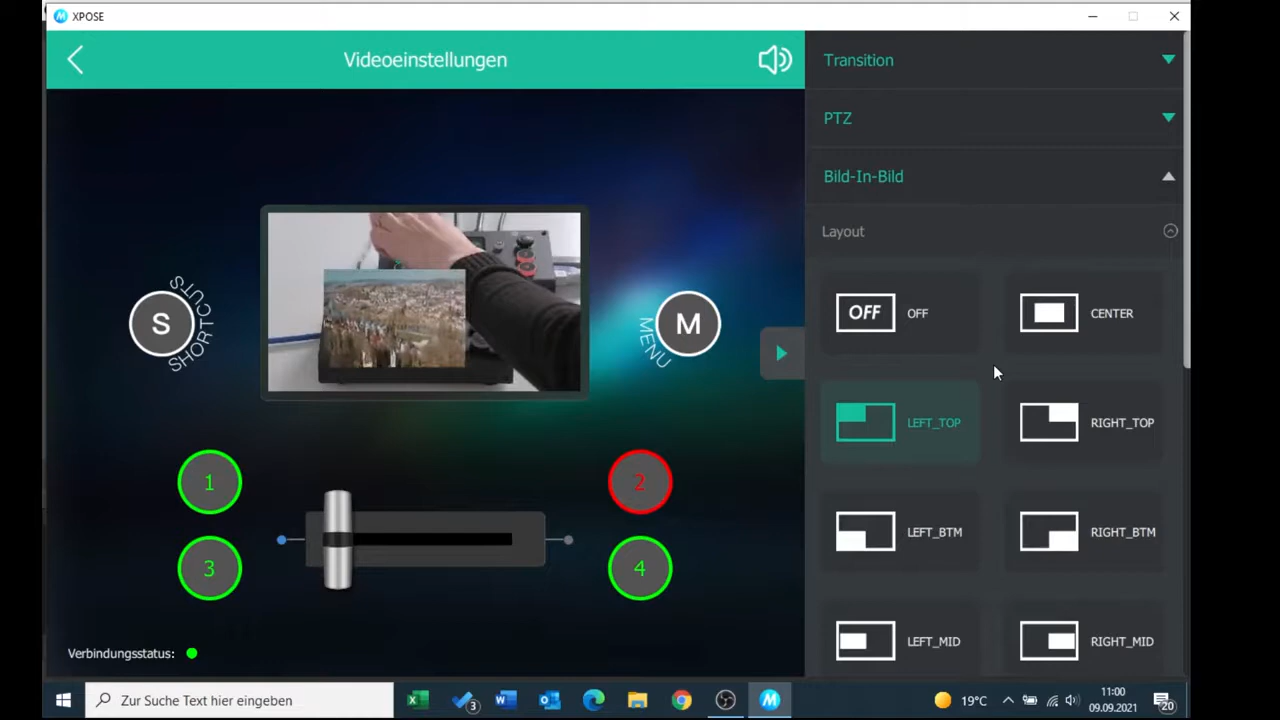 XPOSE
Videoeinstellungen
Transition
PTZ
Bild-In-Bild
Layout
OFF OFF
CENTER
LEFT_TOP
RIGHT_TOP
LEFT_BTM
RIGHT_BTM
LEFT_MID
RIGHT_MID
S
SHORTCUTS
M
MENU
1
2
3
4
Verbindungsstatus:
Zur Suche Text hier eingeben
3
19°C
11:00
09.09.2021
20